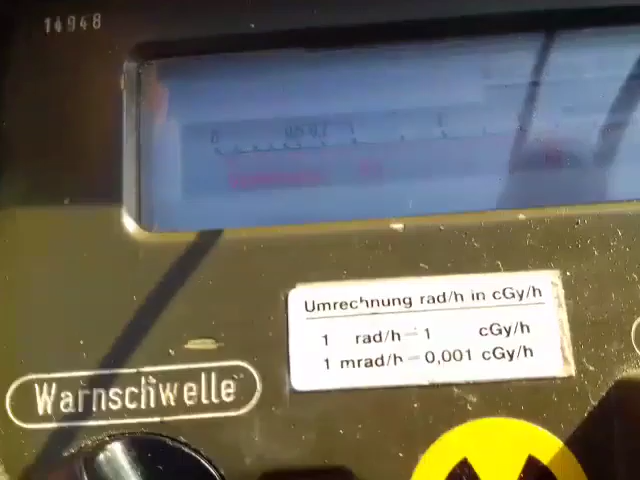 14948
Umrechnung rad/h in cGy/h
1 rad/h = 1 cGy/h
1 mrad/h = 0,001 cGy/h
Warnschwelle